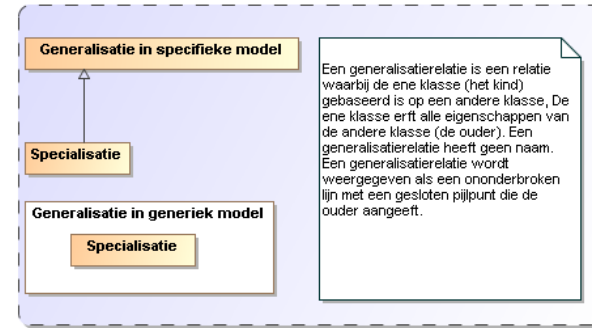 Generalisatie in specifieke model
Specialisatie
Generalisatie in generiek model
Specialisatie
Een generalisatierelatie is een relatie
waarbij de ene klasse (het kind)
gebaseerd is op een andere klasse, De
ene klasse erft alle eigenschappen van
de andere klasse (de ouder). Een
generalisatierelatie heeft geen naam.
Een generalisatierelatie wordt
weergegeven als een ononderbroken
lijn met een gesloten pijlpunt die de
ouder aangeeft.